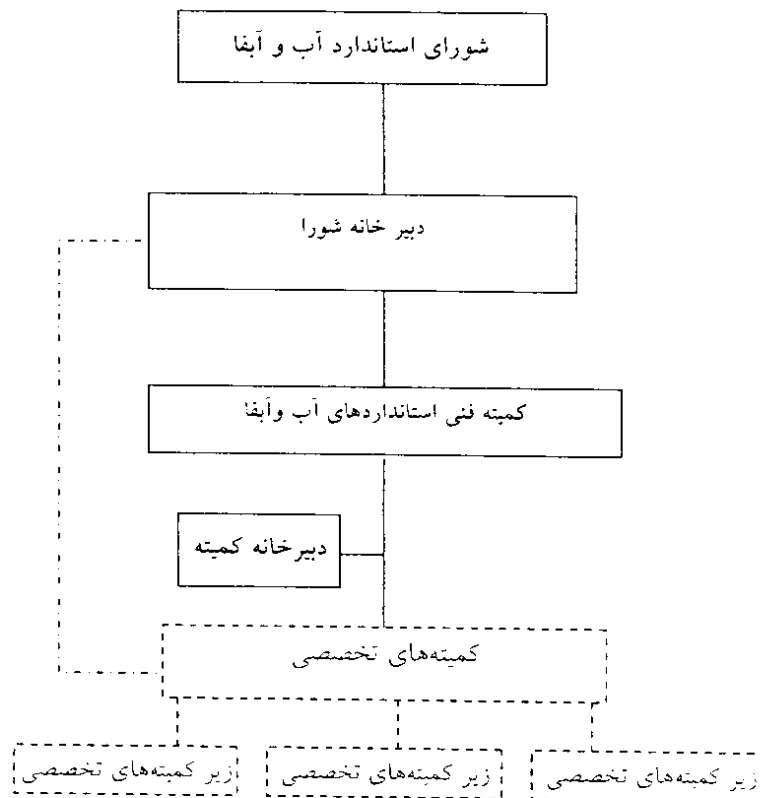 شورای استاندارد آب و آبفا
دبیر خانه شورا
کمیته فنی استانداردهای آب وآبفا
دبیرخانه کمیته
کمیته‌های تخصصی
زیر کمیته‌های تخصصی
زیر کمیته‌های تخصصی
زیر کمیته‌های تخصصی